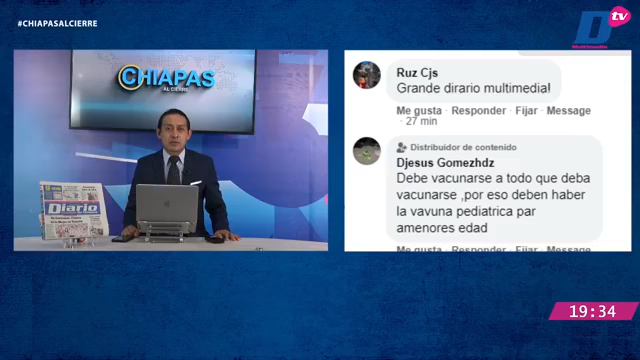 #CHIAPASALCIERRE
D tv
Multimedia
CHIAPAS
AL CIERRE
Diario
Ruz Cjs
Grande dirario multimedia!
Me gusta · Responder · Fijar · Message
· 27 min
Distribuidor de contenido
Djesus Gomezhdz
Debe vacunarse a todo que deba
vacunarse ,por eso deben haber
la vavuna pediatrica par
amenores edad
Me gusta · Responder · Fijar · Message
19:34